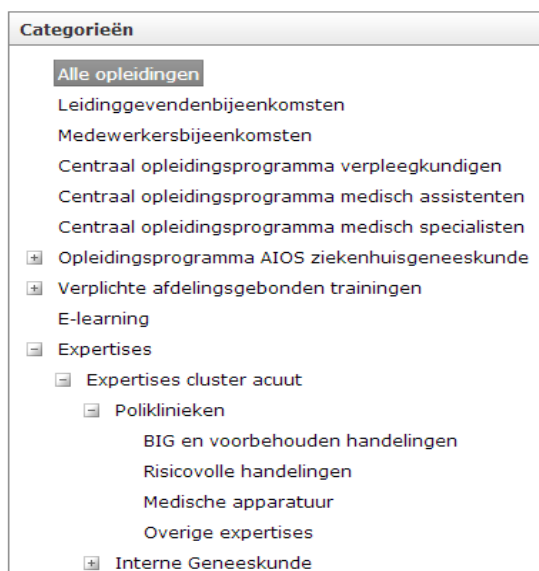 Categorieën
Alle opleidingen
Leidinggevendenbijeenkomsten
Medewerkersbijeenkomsten
Centraal opleidingsprogramma verpleegkundigen
Centraal opleidingsprogramma medisch assistenten
Centraal opleidingsprogramma medisch specialisten
Opleidingsprogramma AIOS ziekenhuisgeneeskunde
Verplichte afdelingsgebonden trainingen
E-learning
Expertises
Expertises cluster acuut
Poliklinieken
BIG en voorbehouden handelingen
Risicovolle handelingen
Medische apparatuur
Overige expertises
Interne Geneeskunde